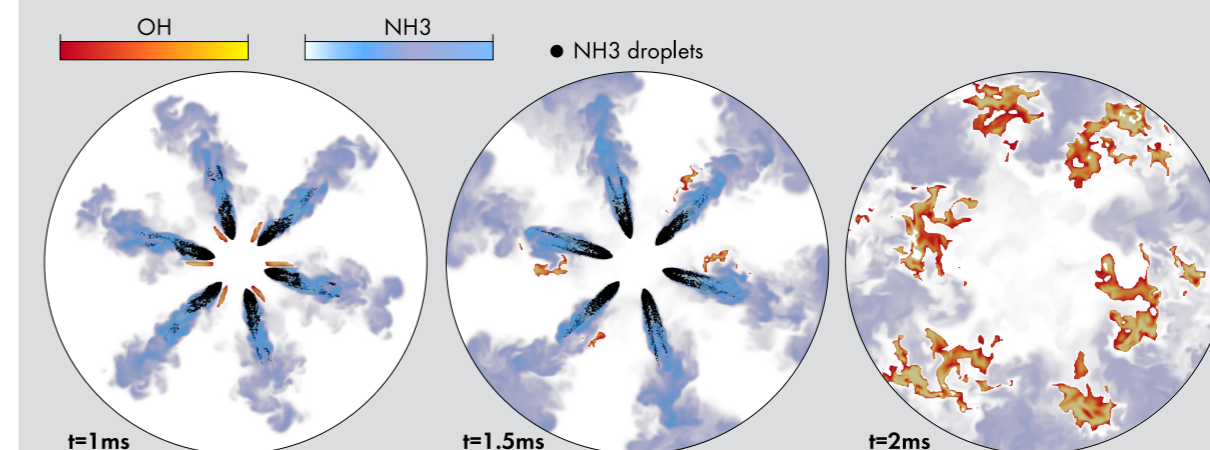 OH
NH3
NH3 droplets
t=1ms
t=1.5ms
t=2ms